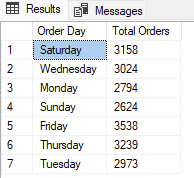 Results Messages
Order Day Total Orders
1 Saturday 3158
2 Wednesday 3024
3 Monday 2794
4 Sunday 2624
5 Friday 3538
6 Thursday 3239
7 Tuesday 2973